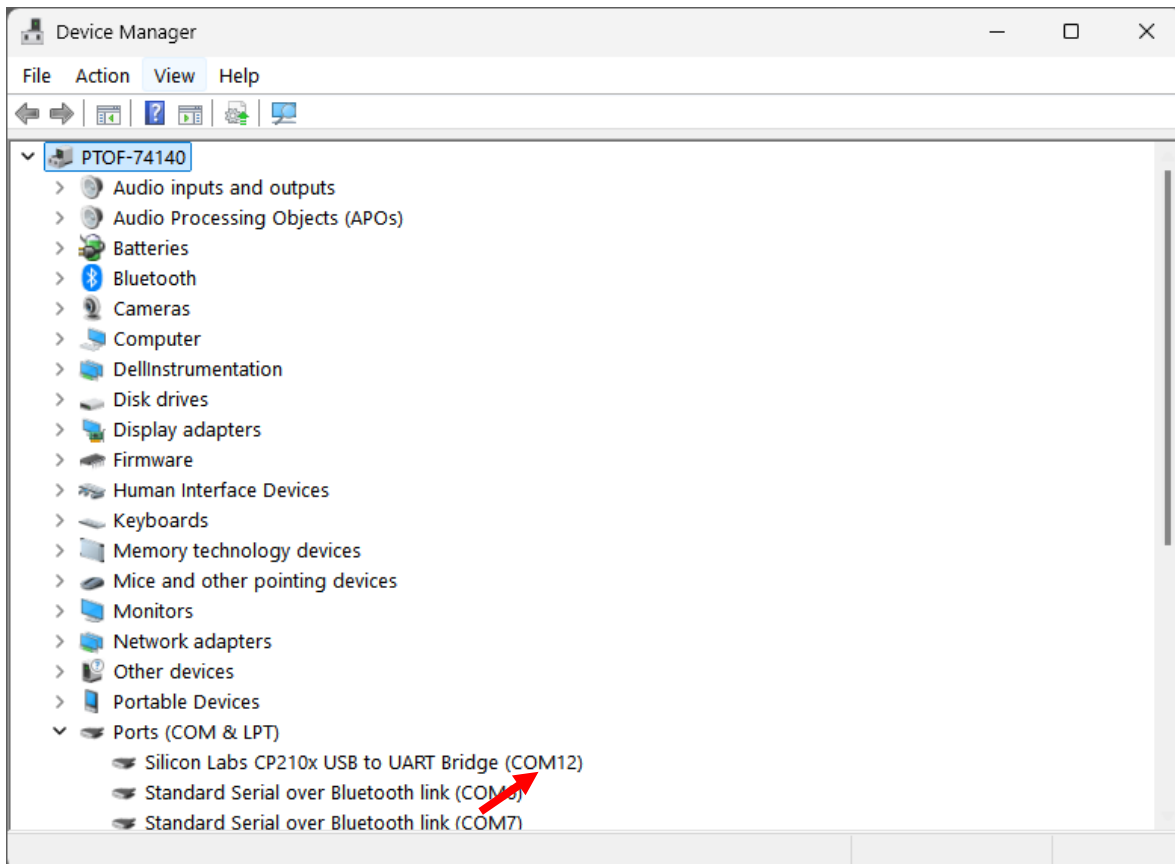 Device Manager
File Action View Help
PTOF-74140
Audio inputs and outputs
Audio Processing Objects (APOs)
Batteries
Bluetooth
Cameras
Computer
DellInstrumentation
Disk drives
Display adapters
Firmware
Human Interface Devices
Keyboards
Memory technology devices
Mice and other pointing devices
Monitors
Network adapters
Other devices
Portable Devices
Ports (COM & LPT)
Silicon Labs CP210x USB to UART Bridge (COM12)
Standard Serial over Bluetooth link
Standard Serial over Bluetooth link (COM7)